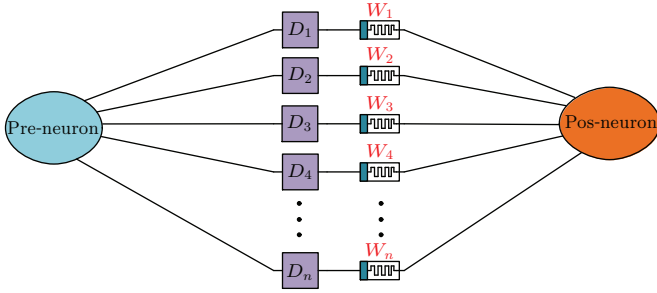 W₁
D₁
W₂
D₂
W₃
Pre-neuron
D₃
Pos-neuron
W₄
D₄
Wₙ
Dₙ